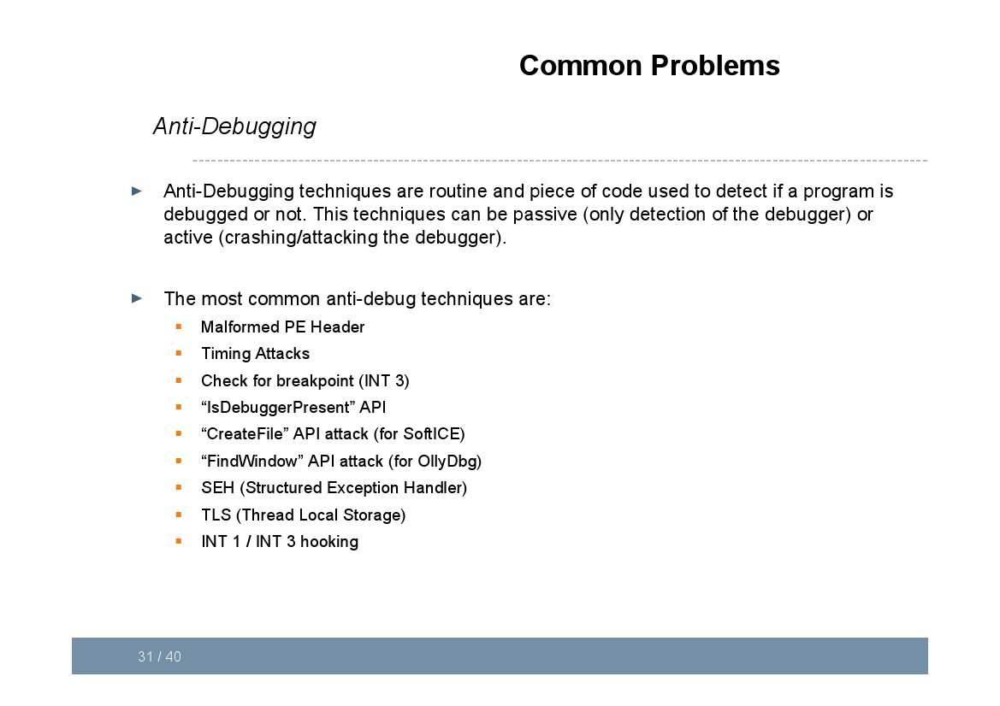 Common Problems
Anti-Debugging
Anti-Debugging techniques are routine and piece of code used to detect if a program is
debugged or not. This techniques can be passive (only detection of the debugger) or
active (crashing/attacking the debugger).
The most common anti-debug techniques are:
Malformed PE Header
Timing Attacks
Check for breakpoint (INT 3)
“IsDebuggerPresent” API
“CreateFile” API attack (for SoftICE)
“FindWindow” API attack (for OllyDbg)
SEH (Structured Exception Handler)
TLS (Thread Local Storage)
INT 1 / INT 3 hooking
31 / 40